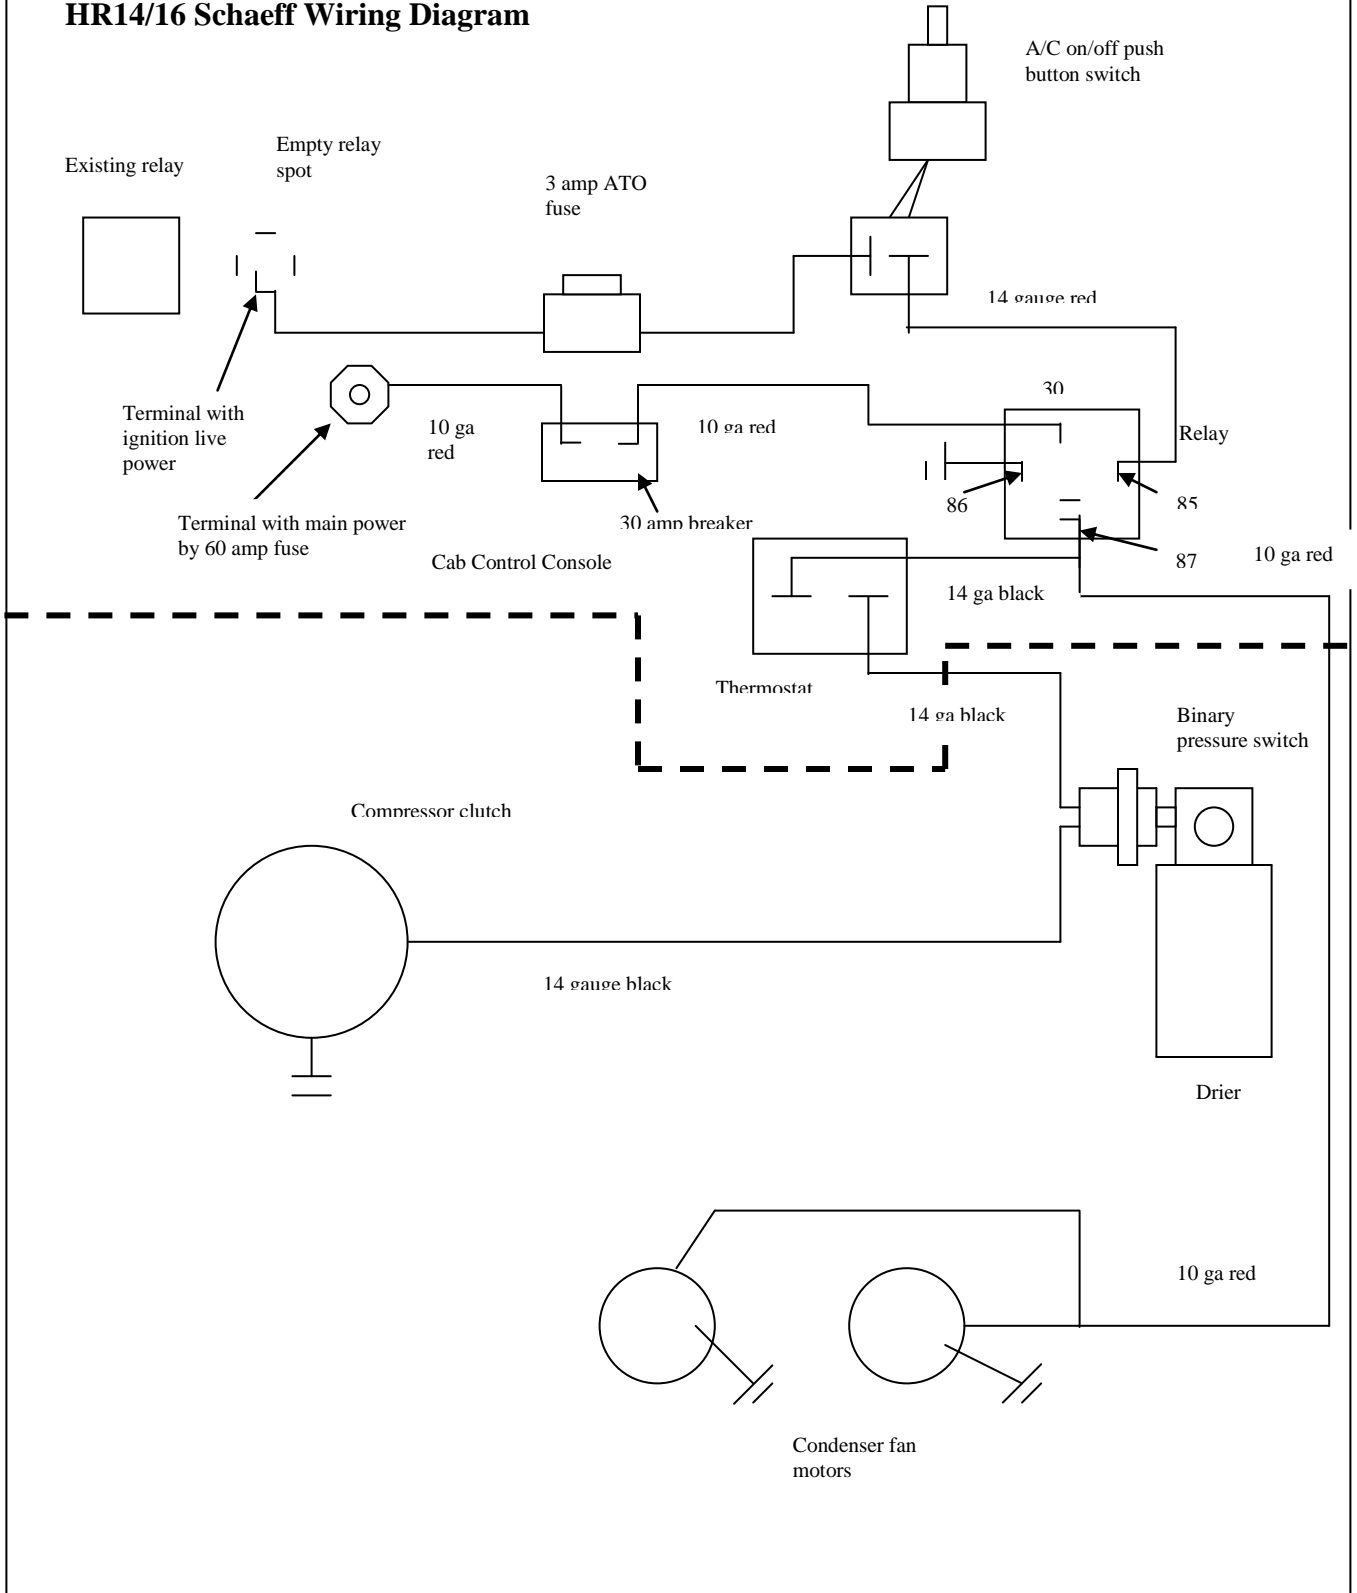 HR14/16 Schaeff Wiring Diagram
A/C on/off push
button switch
Empty relay
spot
Existing relay
3 amp ATO
fuse
14 gauge red
30
Terminal with
ignition live
power
10 ga
red
10 ga red
Relay
86
85
Terminal with main power
by 60 amp fuse
30 amp breaker
Cab Control Console
87
10 ga red
14 ga black
Thermostat
14 ga black
Binary
pressure switch
Compressor clutch
14 gauge black
Drier
10 ga red
Condenser fan
motors